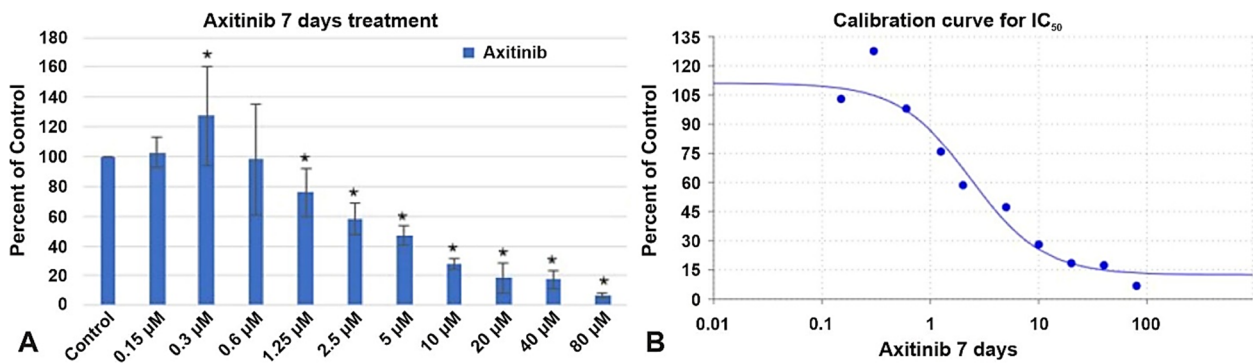 Axitinib 7 days treatment
Percent of Control
180
160
140
120
100
80
60
40
20
0
Axitinib
*
*
*
*
*
*
*
*
Control
0.15 µM
0.3 µM
0.6 µM
1.25 µM
2.5 µM
5 µM
10 µM
20 µM
40 µM
80 µM
A
Calibration curve for IC50
Percent of Control
135
120
105
90
75
60
45
30
15
0
0.01
0.1
1
10
100
Axitinib 7 days
B